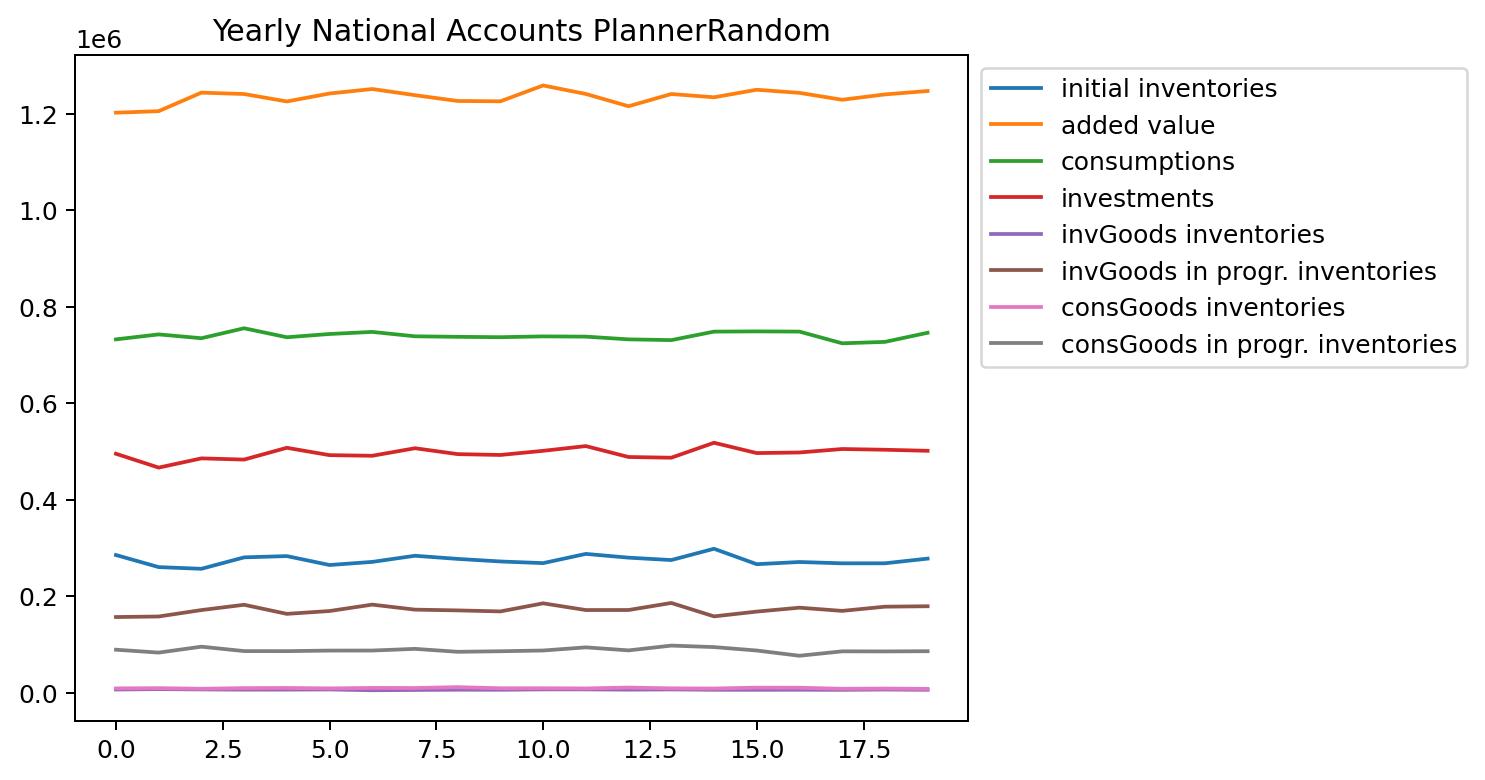 Yearly National Accounts PlannerRandom
1e6
1.2
1.0
0.8
0.6
0.4
0.2
0.0
0.0 2.5 5.0 7.5 10.0 12.5 15.0 17.5
initial inventories
added value
consumptions
investments
invGoods inventories
invGoods in progr. inventories
consGoods inventories
consGoods in progr. inventories